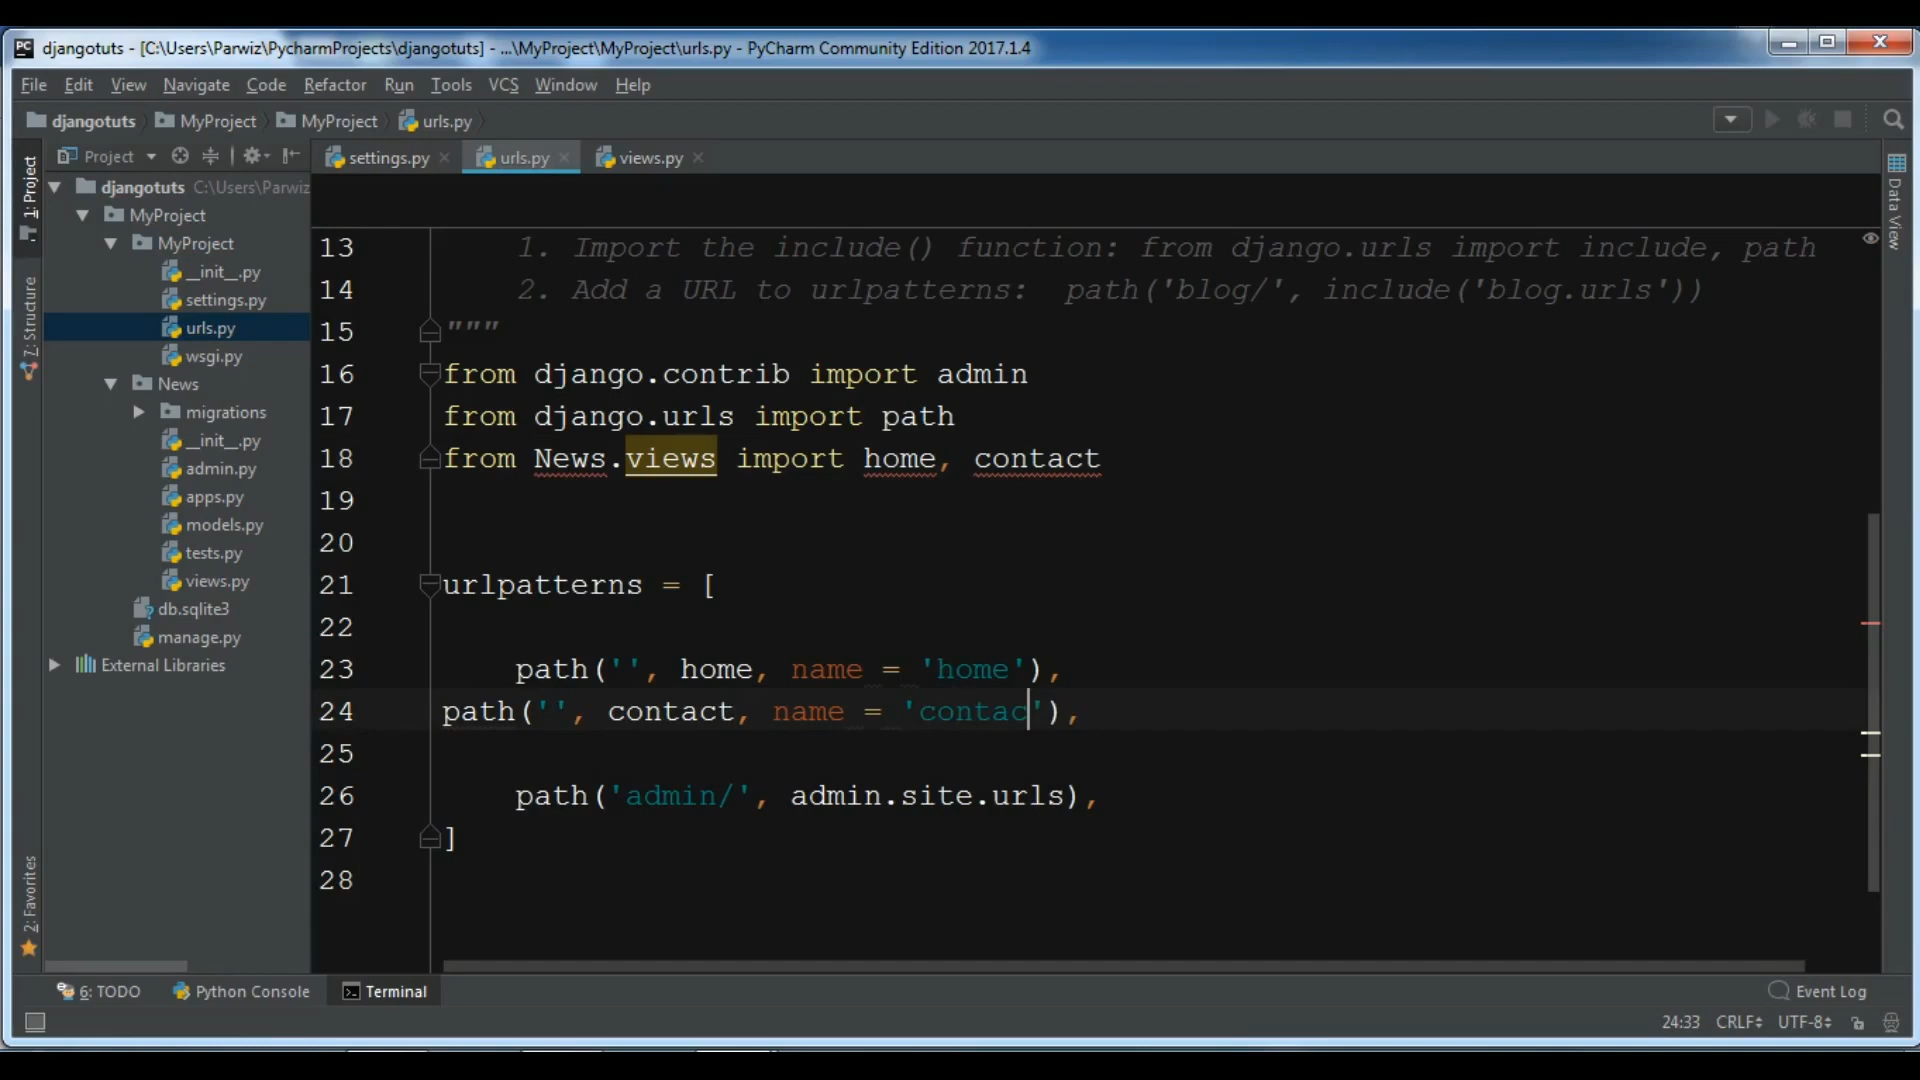 djangotuts - [C:\Users\Parwiz\PycharmProjects\djangotuts] - ...\MyProject\MyProject\urls.py - PyCharm Community Edition 2017.1.4
File Edit View Navigate Code Refactor Run Tools VCS Window Help
djangotuts MyProject MyProject urls.py
Project
settings.py urls.py views.py
1: Project
7: Structure
2: Favorites
djangotuts C:\Users\Parwiz
MyProject
MyProject
__init__.py
settings.py
urls.py
wsgi.py
News
migrations
__init__.py
admin.py
apps.py
models.py
tests.py
views.py
db.sqlite3
manage.py
External Libraries
13 1. Import the include() function: from django.urls import include, path
14 2. Add a URL to urlpatterns:  path('blog/', include('blog.urls'))
15 """
16 from django.contrib import admin
17 from django.urls import path
18 from News.views import home, contact
19
20
21 urlpatterns = [
22
23 path('', home, name = 'home'),
24 path('', contact, name = 'contac'),
25
26 path('admin/', admin.site.urls),
27 ]
28
Data View
6: TODO Python Console Terminal Event Log
24:33 CRLF UTF-8